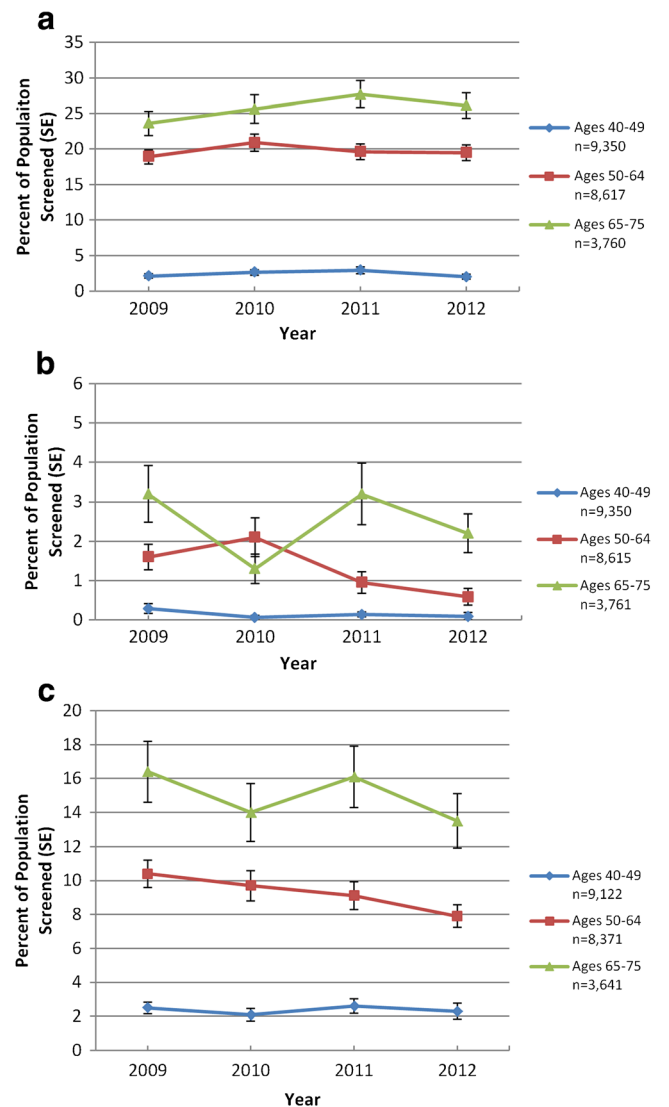 a
35
30
25
20
15
10
5
0
Percent of Populaiton
Screened (SE)
2009 2010 2011 2012
Year
Ages 40-49
n=9,350
Ages 50-64
n=8,617
Ages 65-75
n=3,760
b
6
5
4
3
2
1
0
Percent of Population
Screened (SE)
2009 2010 2011 2012
Year
Ages 40-49
n=9,350
Ages 50-64
n=8,615
Ages 65-75
n=3,761
c
20
18
16
14
12
10
8
6
4
2
0
Percent of Population
Screened (SE)
2009 2010 2011 2012
Year
Ages 40-49
n=9,122
Ages 50-64
n=8,371
Ages 65-75
n=3,641